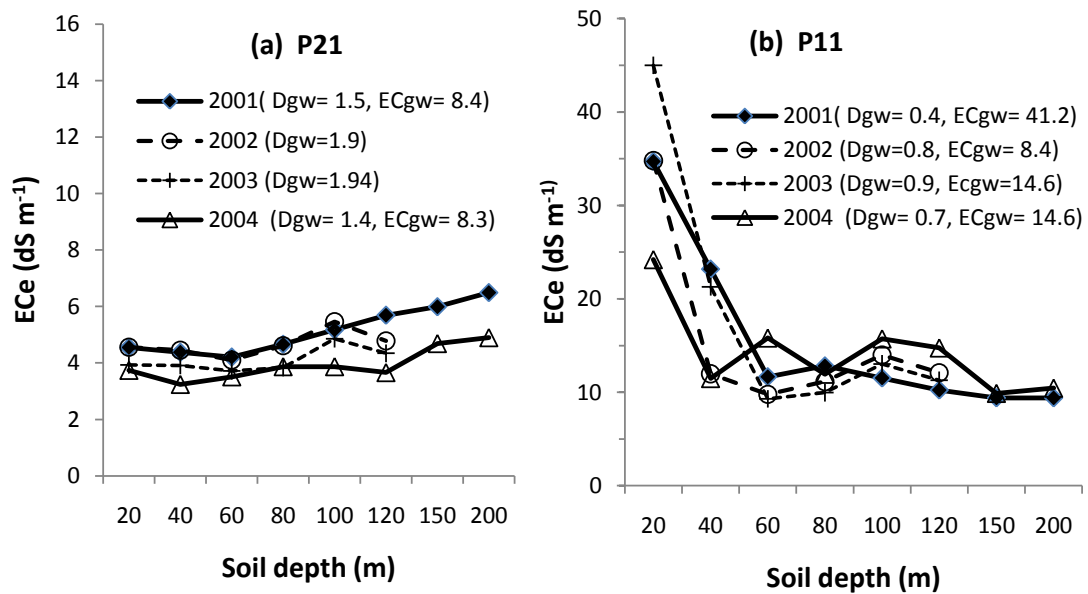 (a) P21
2001( Dgw= 1.5, ECgw= 8.4)
2002 (Dgw=1.9)
2003 (Dgw=1.94)
2004 (Dgw= 1.4, ECgw= 8.3)
ECe (dS m⁻¹)
16
14
12
10
8
6
4
2
0
20 40 60 80 100 120 150 200
Soil depth (m)
(b) P11
2001( Dgw= 0.4, ECgw= 41.2)
2002 (Dgw=0.8, ECgw= 8.4)
2003 (Dgw=0.9, Ecgw=14.6)
2004 (Dgw= 0.7, ECgw= 14.6)
ECe (dS m⁻¹)
50
40
30
20
10
0
20 40 60 80 100 120 150 200
Soil depth (m)